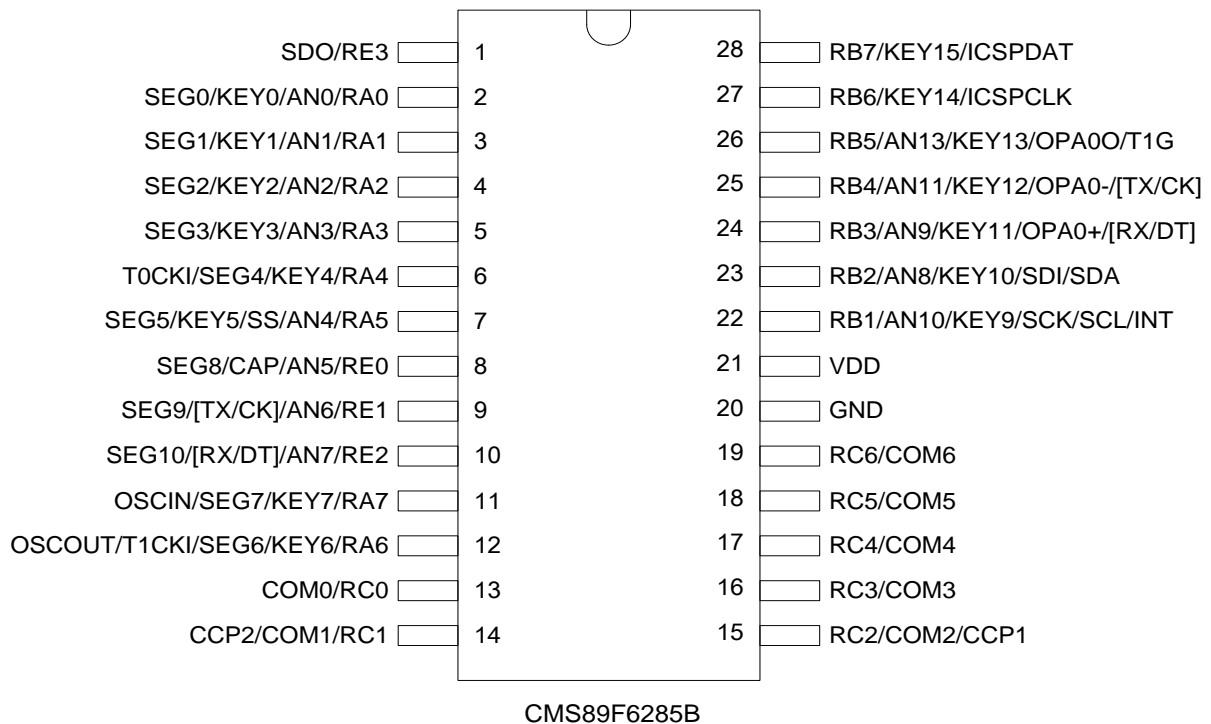 SDO/RE3 1 28 RB7/KEY15/ICSPDAT
SEG0/KEY0/AN0/RA0 2 27 RB6/KEY14/ICSPCLK
SEG1/KEY1/AN1/RA1 3 26 RB5/AN13/KEY13/OPA0O/T1G
SEG2/KEY2/AN2/RA2 4 25 RB4/AN11/KEY12/OPA0-/[TX/CK]
SEG3/KEY3/AN3/RA3 5 24 RB3/AN9/KEY11/OPA0+/[RX/DT]
T0CKI/SEG4/KEY4/RA4 6 23 RB2/AN8/KEY10/SDI/SDA
SEG5/KEY5/SS/AN4/RA5 7 22 RB1/AN10/KEY9/SCK/SCL/INT
SEG8/CAP/AN5/RE0 8 21 VDD
SEG9/[TX/CK]/AN6/RE1 9 20 GND
SEG10/[RX/DT]/AN7/RE2 10 19 RC6/COM6
OSCIN/SEG7/KEY7/RA7 11 18 RC5/COM5
OSCOUT/T1CKI/SEG6/KEY6/RA6 12 17 RC4/COM4
COM0/RC0 13 16 RC3/COM3
CCP2/COM1/RC1 14 15 RC2/COM2/CCP1
CMS89F6285B